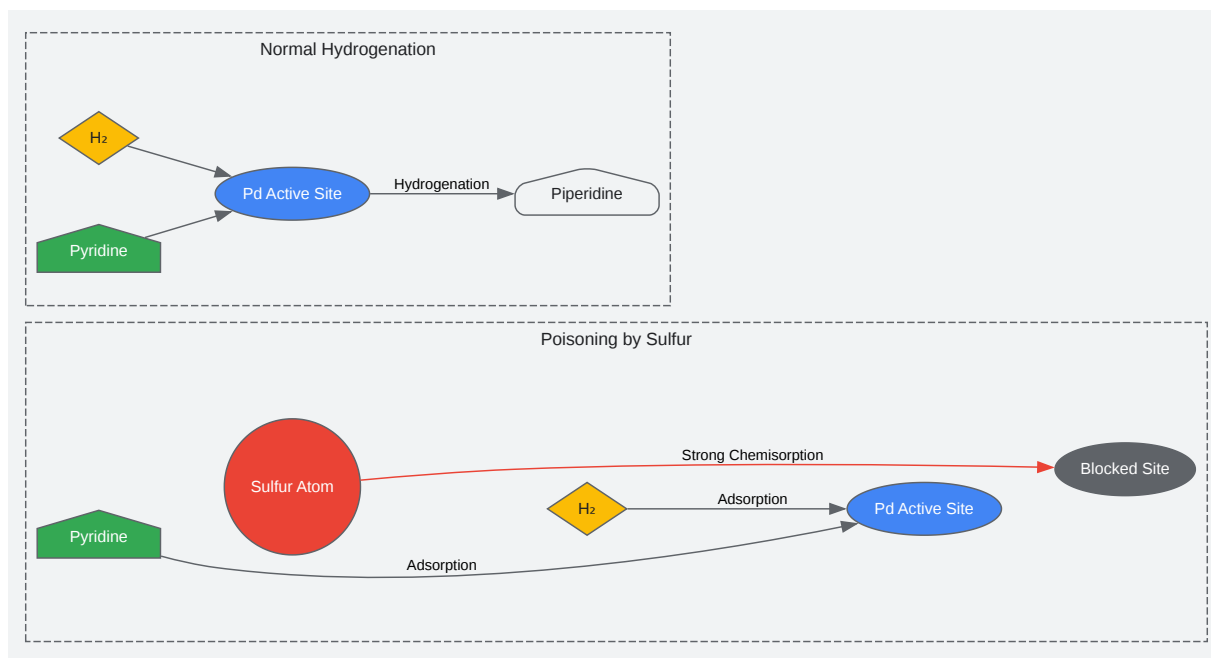 Normal Hydrogenation
H₂
Pd Active Site
Hydrogenation
Piperidine
Pyridine
Poisoning by Sulfur
Sulfur Atom
Strong Chemisorption
Blocked Site
H₂
Adsorption
Pd Active Site
Pyridine
Adsorption